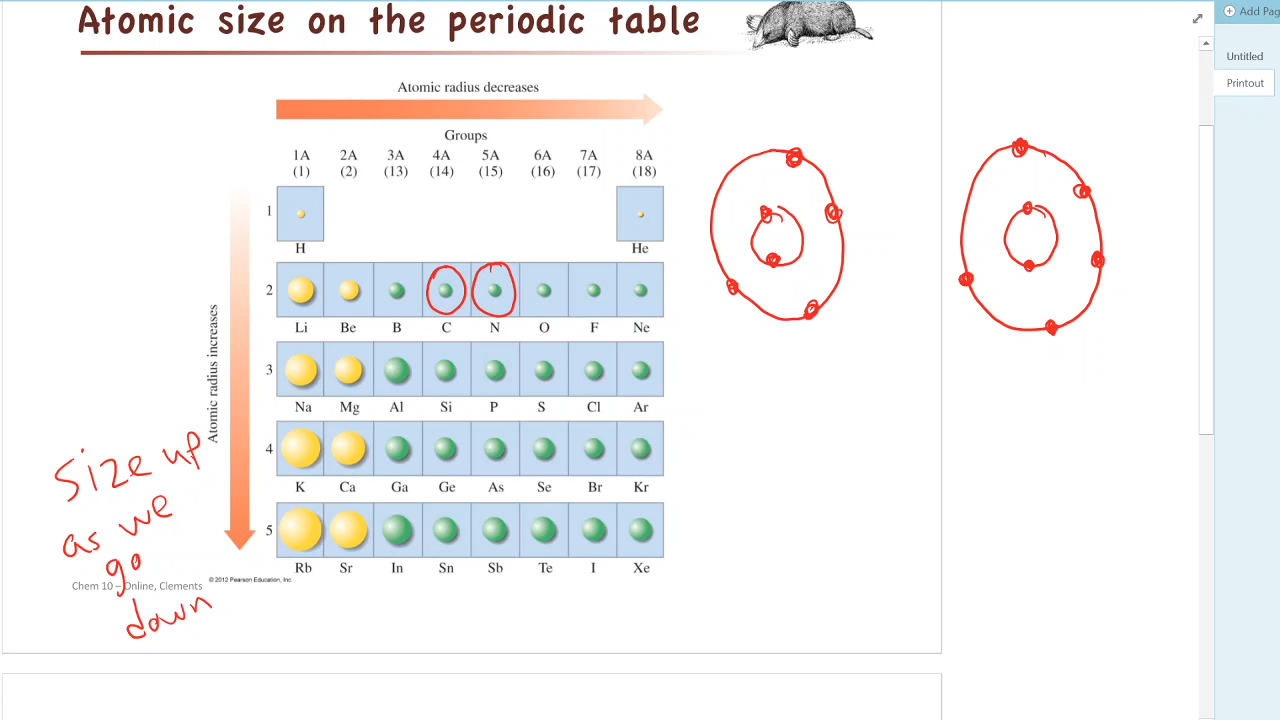 Atomic size on the periodic table
Add Pag
Untitled
Printout
Atomic radius decreases
Groups
1A 2A 3A 4A 5A 6A 7A 8A
(1) (2) (13) (14) (15) (16) (17) (18)
1
H He
2
Li Be B C N O F Ne
3
Na Mg Al Si P S Cl Ar
4
K Ca Ga Ge As Se Br Kr
5
Rb Sr In Sn Sb Te I Xe
Atomic radius increases
Size up
as we
go
down
Chem 10 – Online, Clements
© 2012 Pearson Education, Inc